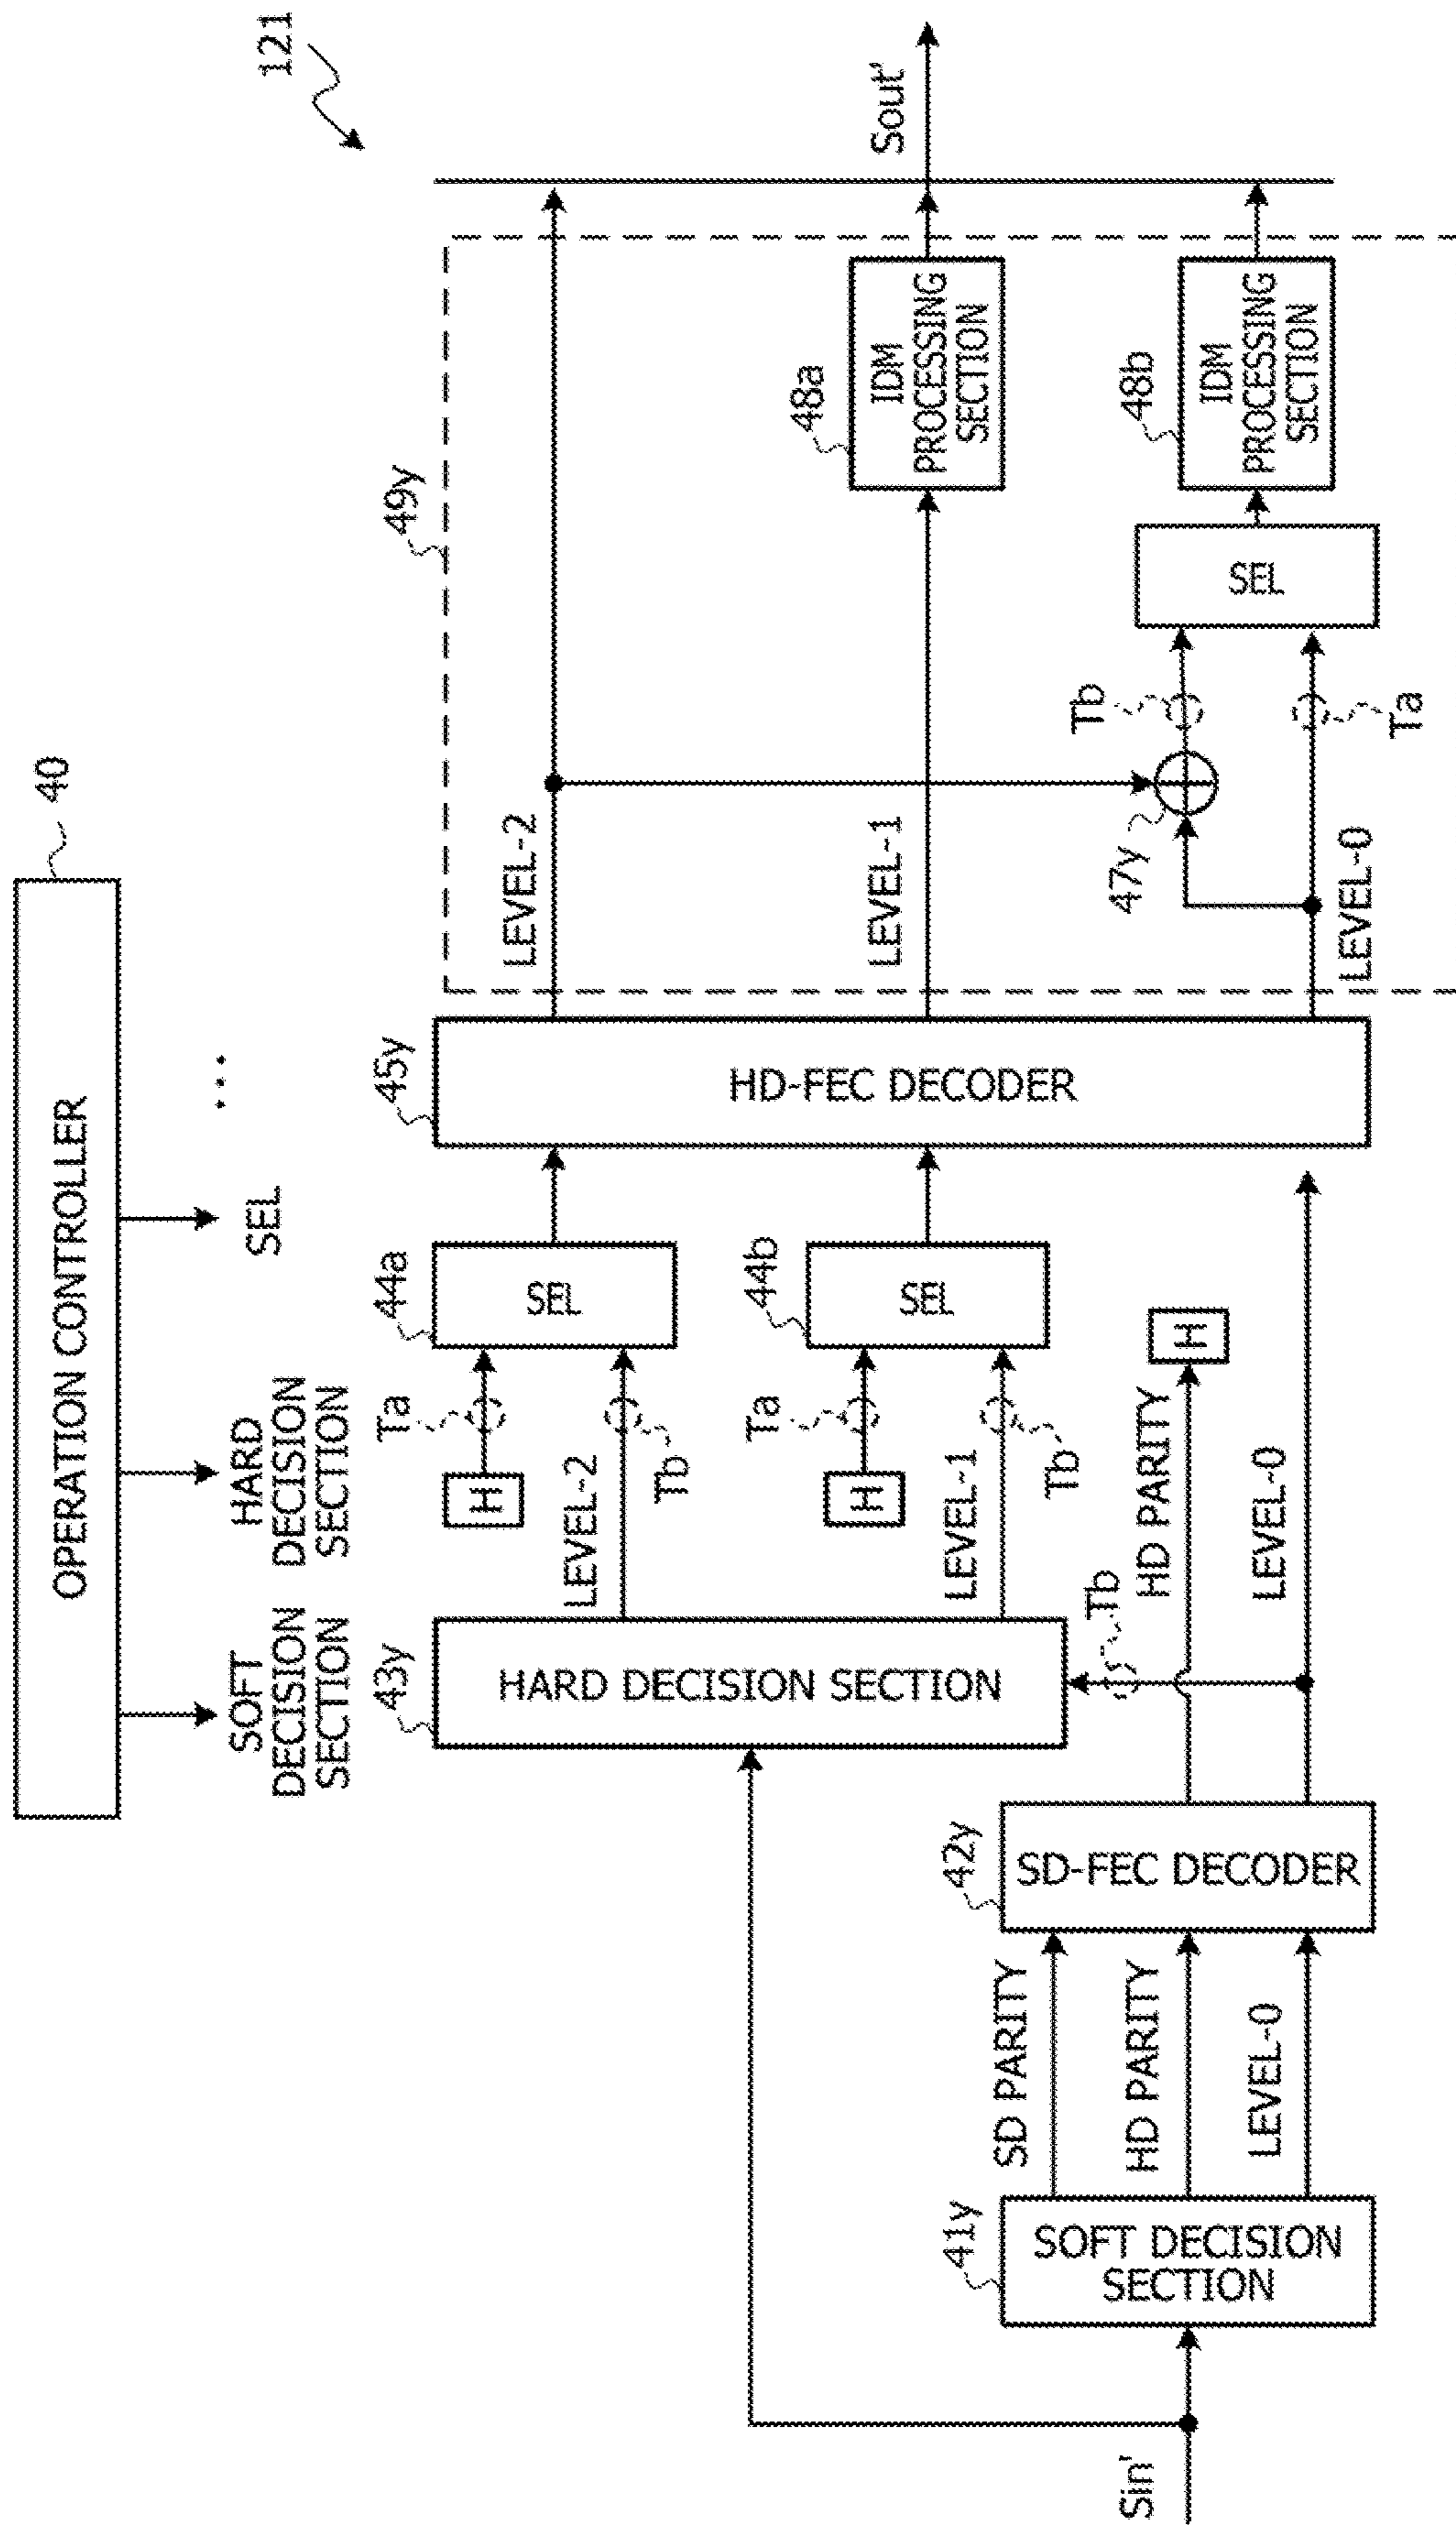 121
40
OPERATION CONTROLLER
SOFT
DECISION
SECTION
HARD
DECISION
SECTION
SEL
...
Sin'
41y
SOFT DECISION
SECTION
SD PARITY
HD PARITY
LEVEL-0
42y
SD-FEC DECODER
HD PARITY
H
LEVEL-0
Tb
43y
HARD DECISION SECTION
LEVEL-2
Tb
H
Ta
44a
SEL
LEVEL-1
Tb
H
Ta
44b
SEL
45y
HD-FEC DECODER
49y
LEVEL-2
LEVEL-1
LEVEL-0
47y
Tb
Ta
SEL
48a
IDM
PROCESSING
SECTION
48b
IDM
PROCESSING
SECTION
Sout'